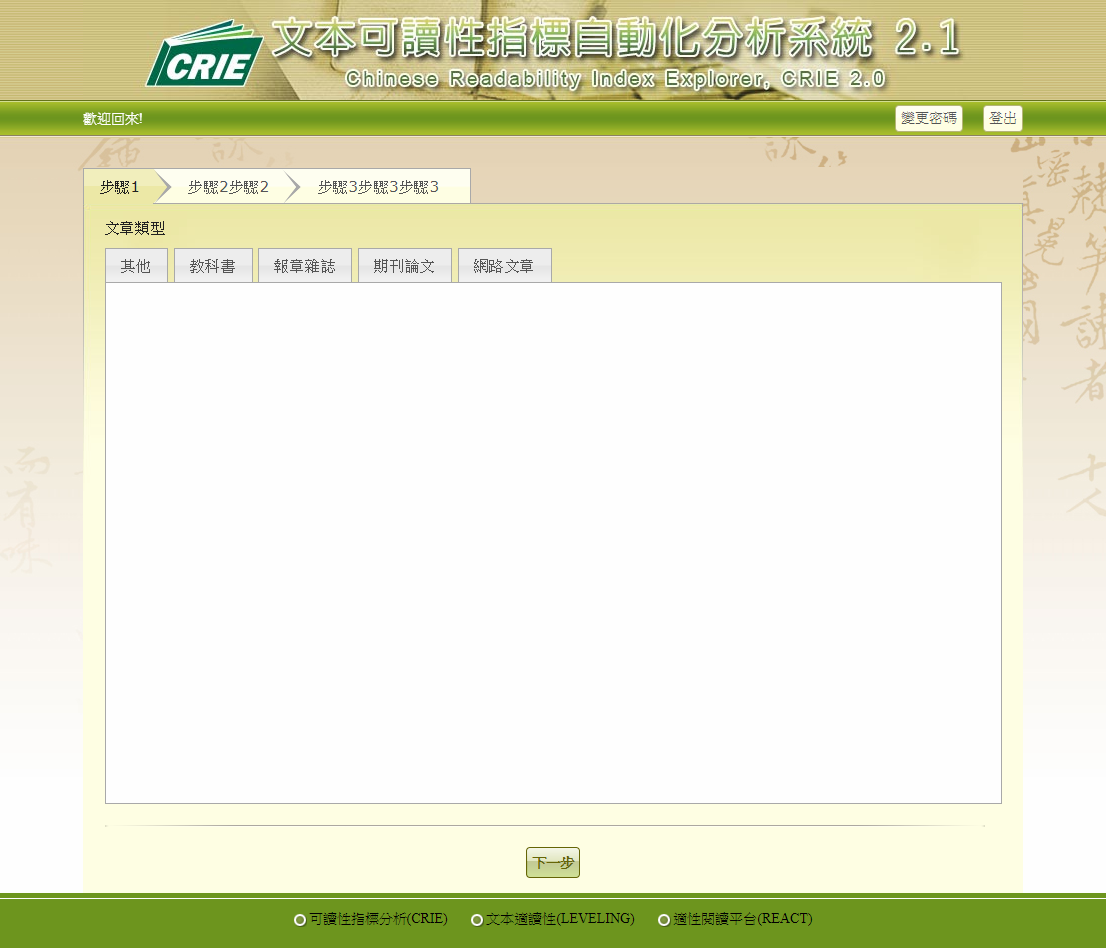 CRIE
文本可讀性指標自動化分析系統 2.1
Chinese Readability Index Explorer, CRIE 2.0
歡迎回來!
變更密碼 登出
步驟1 步驟2步驟2 步驟3步驟3步驟3
文章類型
其他 教科書 報章雜誌 期刊論文 網路文章
而有味
十人
下一步
可讀性指標分析(CRIE) 文本適讀性(LEVELING) 適性閱讀平台(REACT)